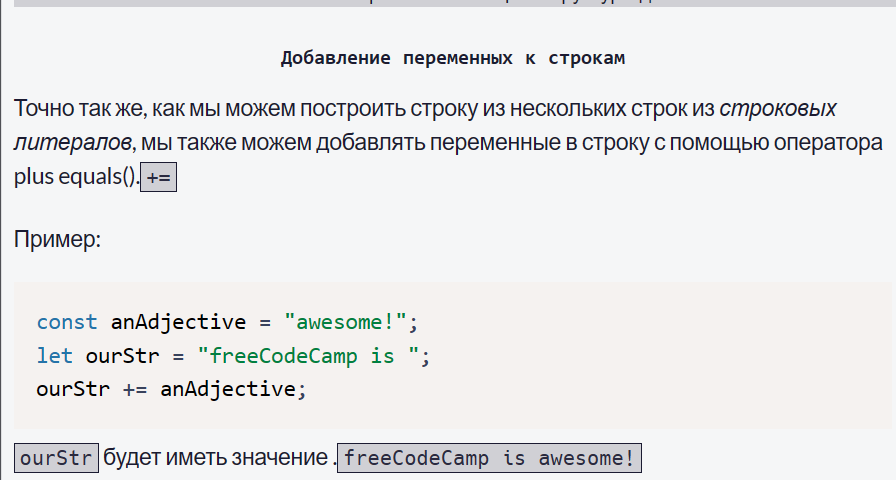 Добавление переменных к строкам
Точно так же, как мы можем построить строку из нескольких строк из строковых
литералов, мы также можем добавлять переменные в строку с помощью оператора
plus equals(). +=
Пример:
const anAdjective = "awesome!";
let ourStr = "freeCodeCamp is ";
ourStr += anAdjective;
ourStr будет иметь значение . freeCodeCamp is awesome!